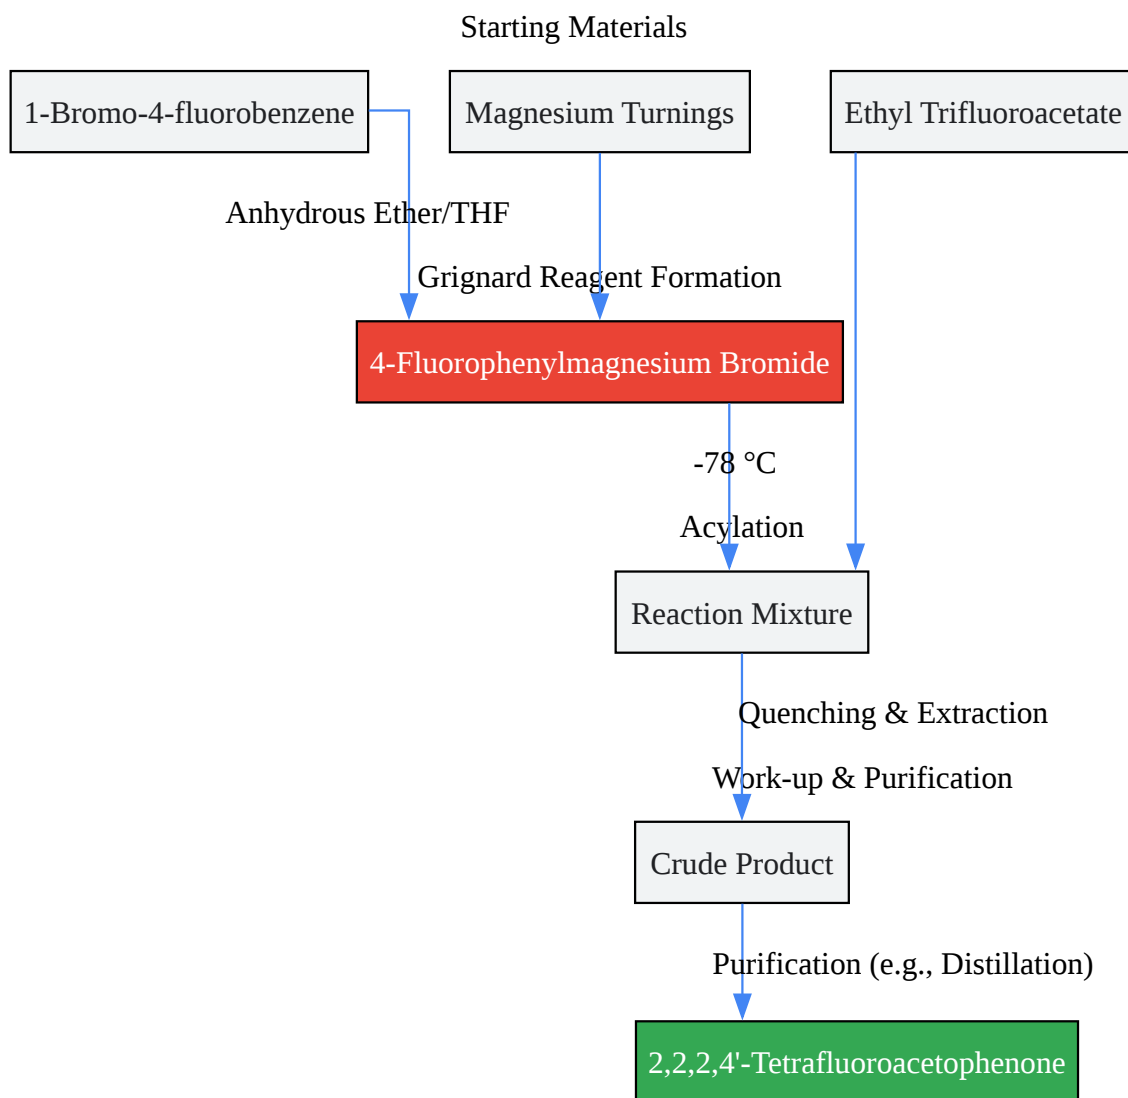 Starting Materials
1-Bromo-4-fluorobenzene
Magnesium Turnings
Ethyl Trifluoroacetate
Anhydrous Ether/THF
Grignard Reagent Formation
4-Fluorophenylmagnesium Bromide
-78 °C
Acylation
Reaction Mixture
Quenching & Extraction
Work-up & Purification
Crude Product
Purification (e.g., Distillation)
2,2,2,4'-Tetrafluoroacetophenone